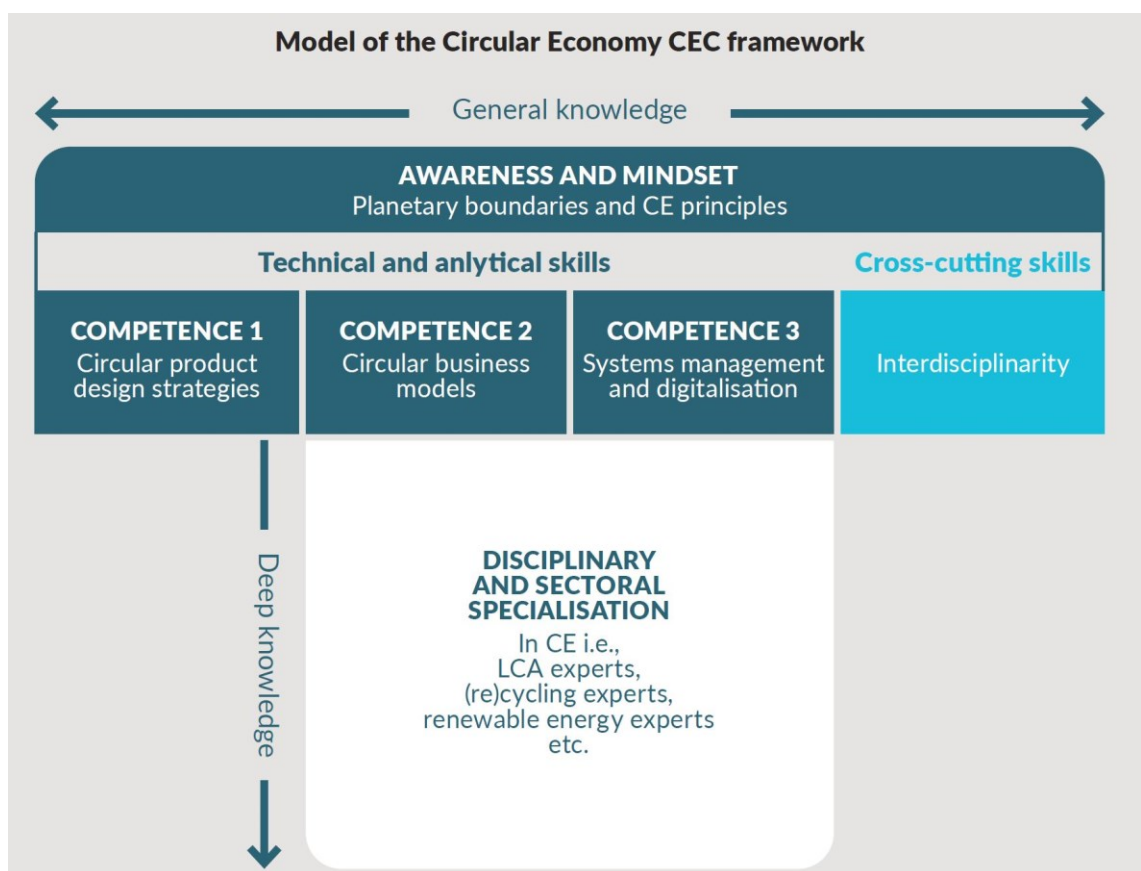 Model of the Circular Economy CEC framework
General knowledge
AWARENESS AND MINDSET
Planetary boundaries and CE principles
Technical and anlytical skills
Cross-cutting skills
COMPETENCE 1
Circular product
design strategies
COMPETENCE 2
Circular business
models
COMPETENCE 3
Systems management
and digitalisation
Interdisciplinarity
Deep knowledge
DISCIPLINARY
AND SECTORAL
SPECIALISATION
In CE i.e.,
LCA experts,
(re)cycling experts,
renewable energy experts
etc.